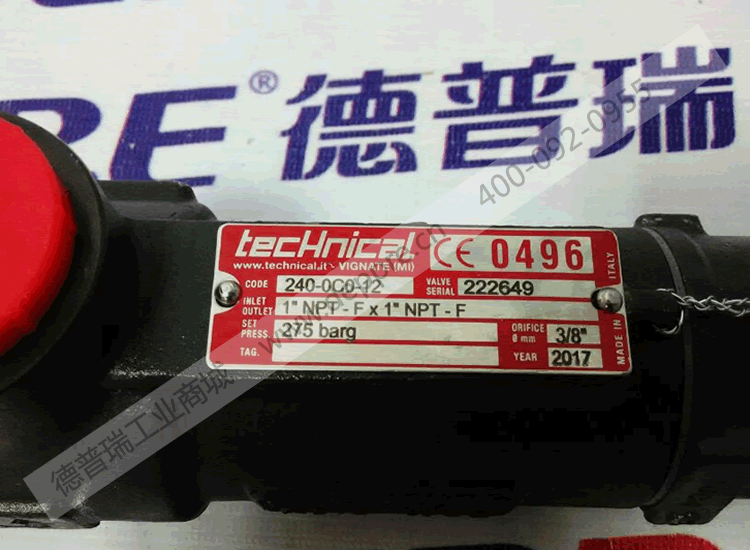 RE® 德普瑞
400-092-0955
tecHnical CE 0496
www.technical.it - VIGNATE (MI)
CODE 240-0C0-12 VALVE SERIAL 222649
INLET OUTLET 1" NPT - F x 1" NPT - F
SET PRESS. 275 barg ORIFICE ø mm 3/8"
TAG. YEAR 2017
MADE IN ITALY
德普瑞工业商城